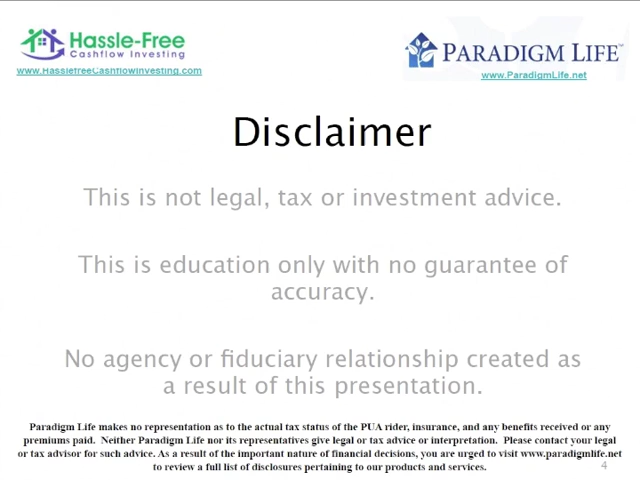 Hassle-Free
Cashflow Investing
www.HassleFreeCashflowInvesting.com
PARADIGM LIFE™
www.ParadigmLife.net
Disclaimer
This is not legal, tax or investment advice.
This is education only with no guarantee of
accuracy.
No agency or fiduciary relationship created as
a result of this presentation.
Paradigm Life makes no representation as to the actual tax status of the PUA rider, insurance, and any benefits received or any
premiums paid.  Neither Paradigm Life nor its representatives give legal or tax advice or interpretation.  Please contact your legal
or tax advisor for such advice. As a result of the important nature of financial decisions, you are urged to visit www.paradigmlife.net
to review a full list of disclosures pertaining to our products and services.
4